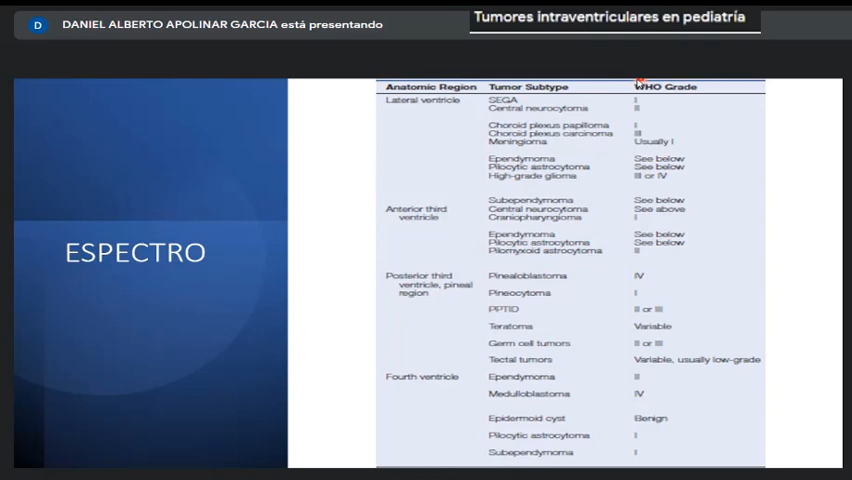 D DANIEL ALBERTO APOLINAR GARCIA está presentando
Tumores intraventriculares en pediatría
ESPECTRO
Anatomic Region Tumor Subtype WHO Grade
Lateral ventricle SEGA I
Central neurocytoma II
Choroid plexus papilloma I
Choroid plexus carcinoma III
Meningioma Usually I
Ependymoma See below
Pilocytic astrocytoma See below
High-grade glioma III or IV
Subependymoma See below
Anterior third Central neurocytoma See above
ventricle Craniopharyngioma I
Ependymoma See below
Pilocytic astrocytoma See below
Pilomyxoid astrocytoma II
Posterior third Pinealoblastoma IV
ventricle, pineal
region Pineocytoma I
PPTID II or III
Teratoma Variable
Germ cell tumors II or III
Tectal tumors Variable, usually low-grade
Fourth ventricle Ependymoma II
Medulloblastoma IV
Epidermoid cyst Benign
Pilocytic astrocytoma I
Subependymoma I